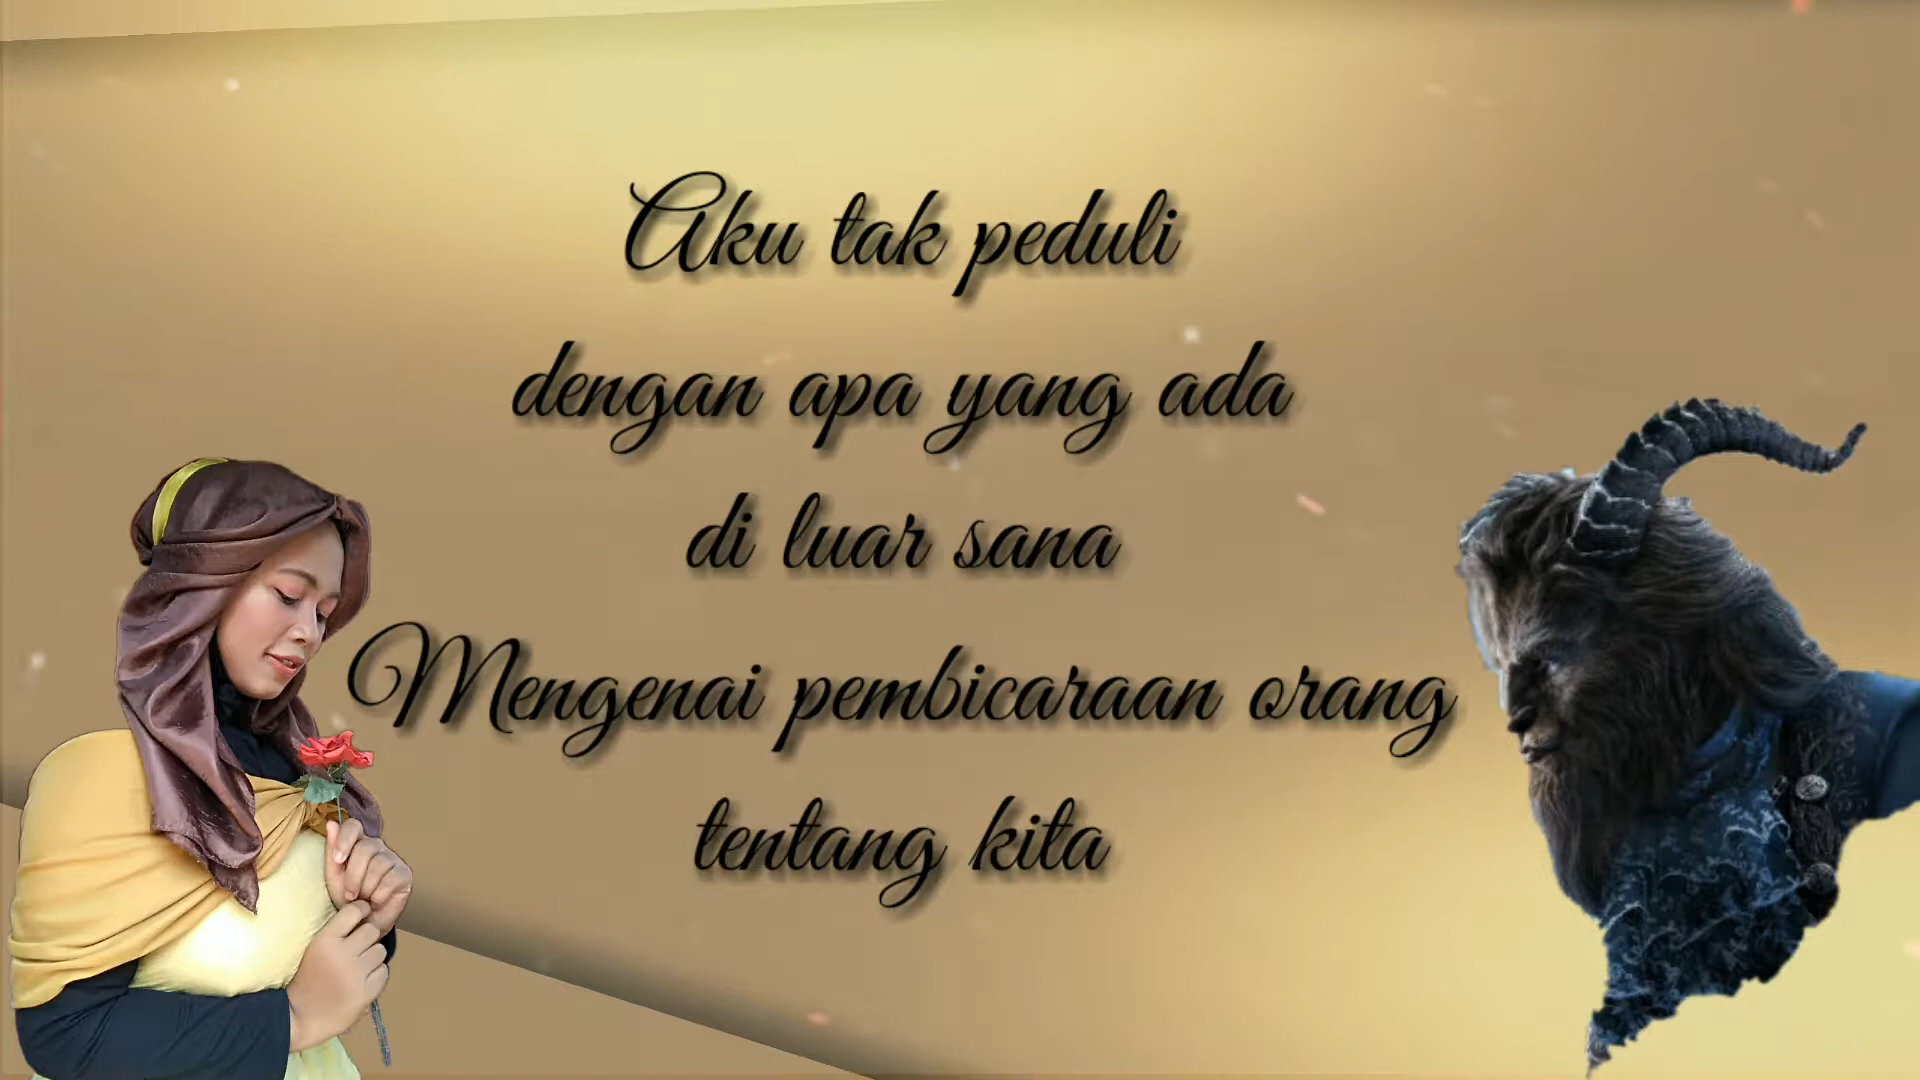 Aku tak peduli
dengan apa yang ada
di luar sana
Mengenai pembicaraan orang
tentang kita